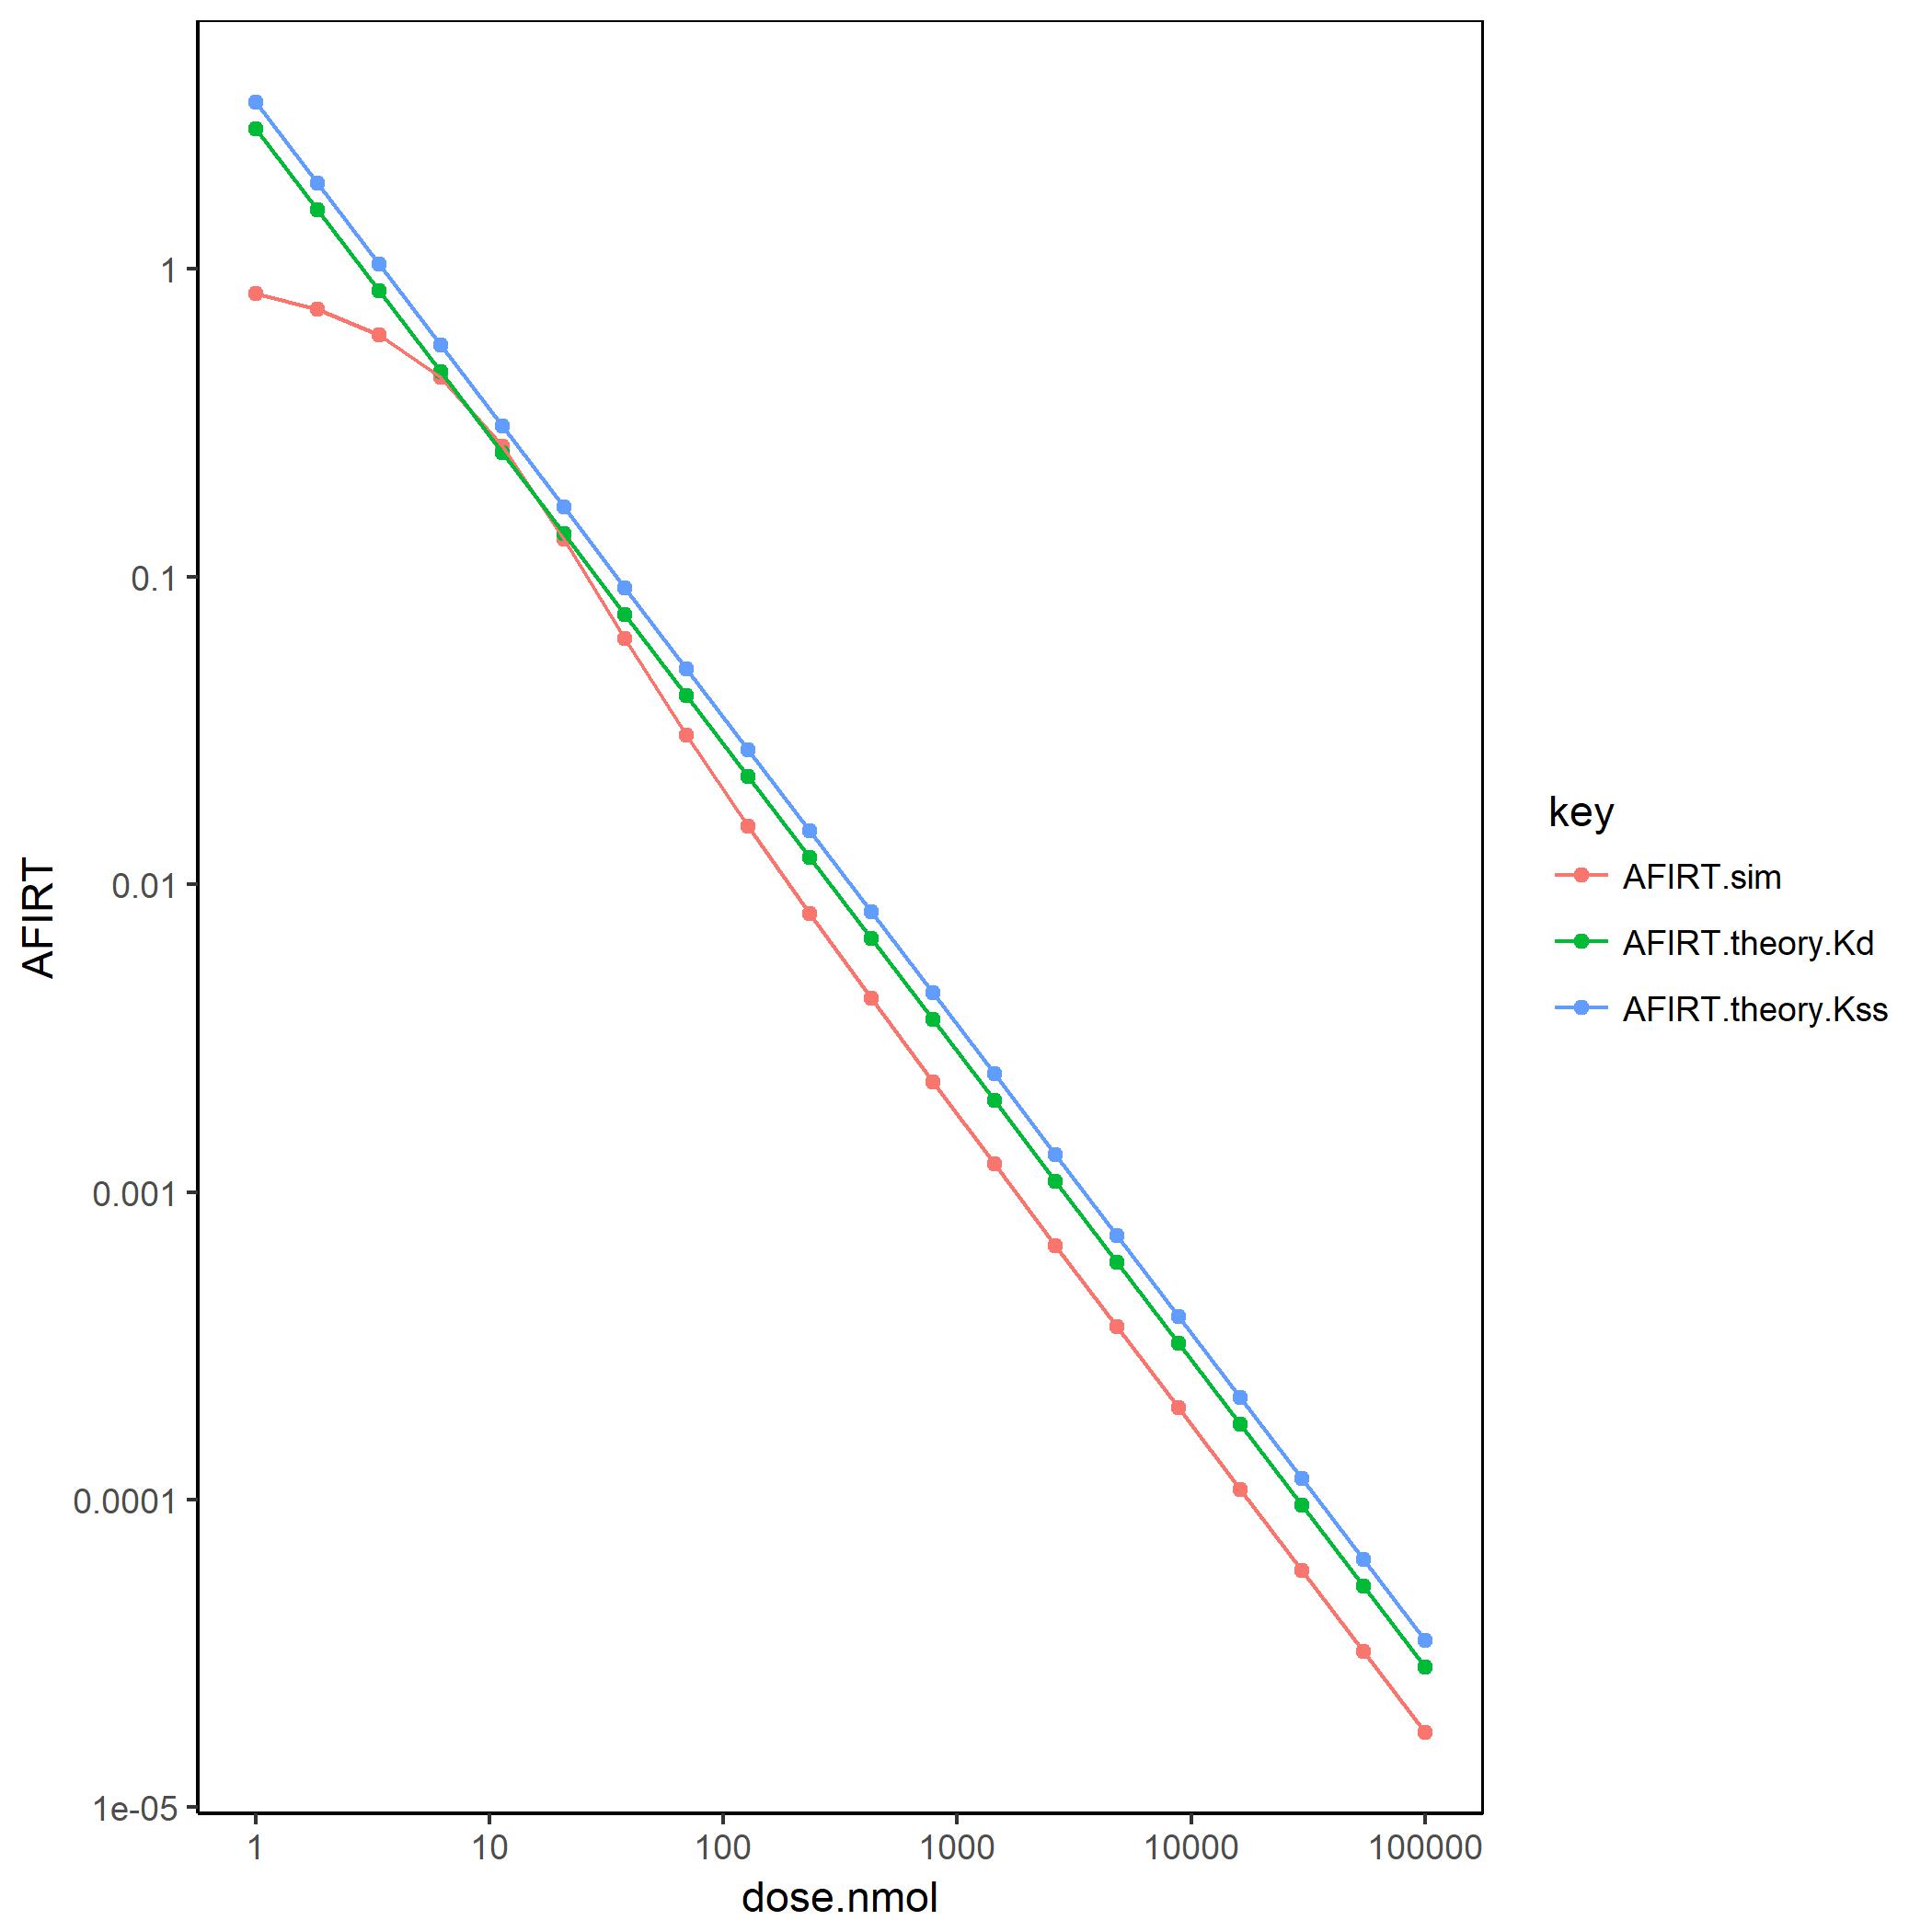 AFIRT
1
0.1
0.01
0.001
0.0001
1e-05
1 10 100 1000 10000 100000
dose.nmol
key
AFIRT.sim
AFIRT.theory.Kd
AFIRT.theory.Kss